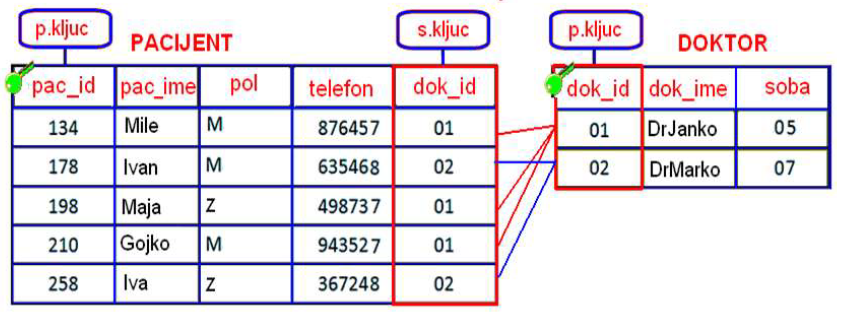 p.kljuc PACIJENT s.kljuc p.kljuc DOKTOR
pac_id pac_ime pol telefon dok_id dok_id dok_ime soba
134 Mile M 876457 01 01 DrJanko 05
178 Ivan M 635468 02 02 DrMarko 07
198 Maja Z 498737 01
210 Gojko M 943527 01
258 Iva Z 367248 02